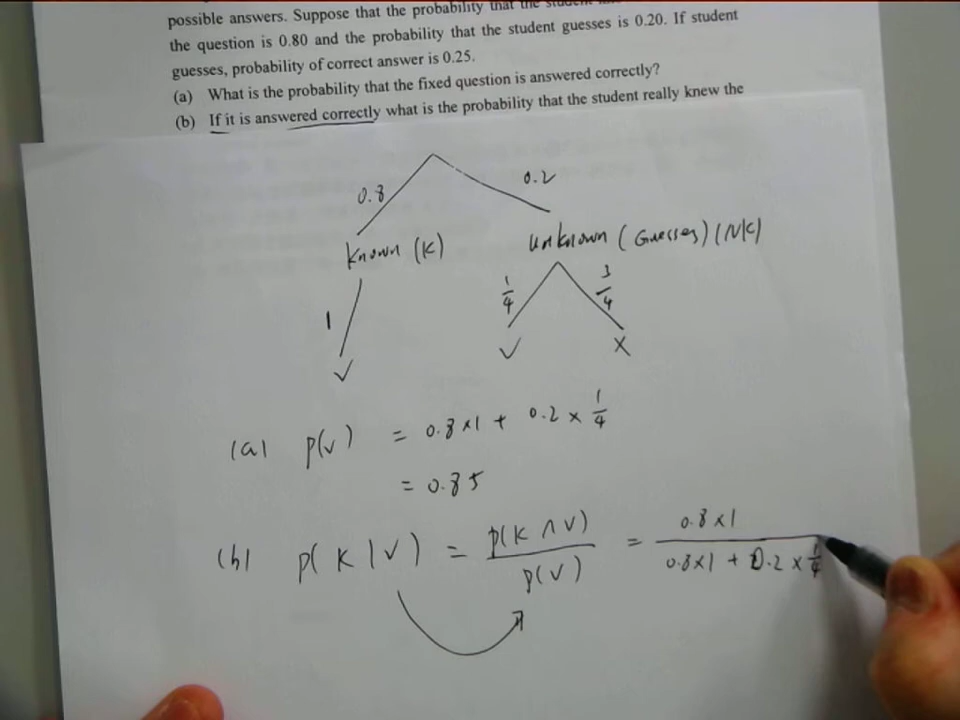 possible answers. Suppose that the probability that the student
the question is 0.80 and the probability that the student guesses is 0.20. If student
guesses, probability of correct answer is 0.25.
(a) What is the probability that the fixed question is answered correctly?
(b) If it is answered correctly what is the probability that the student really knew the
0.8 0.2
Known (K) Unknown (Guesses) (NK)
1 1/4 3/4
✓ ✓ X
(a) P(✓) = 0.8×1 + 0.2 × 1/4
= 0.85
(b) P(K|✓) = P(K∩✓)/P(✓) = 0.8×1/0.8×1 + 0.2 × 1/4